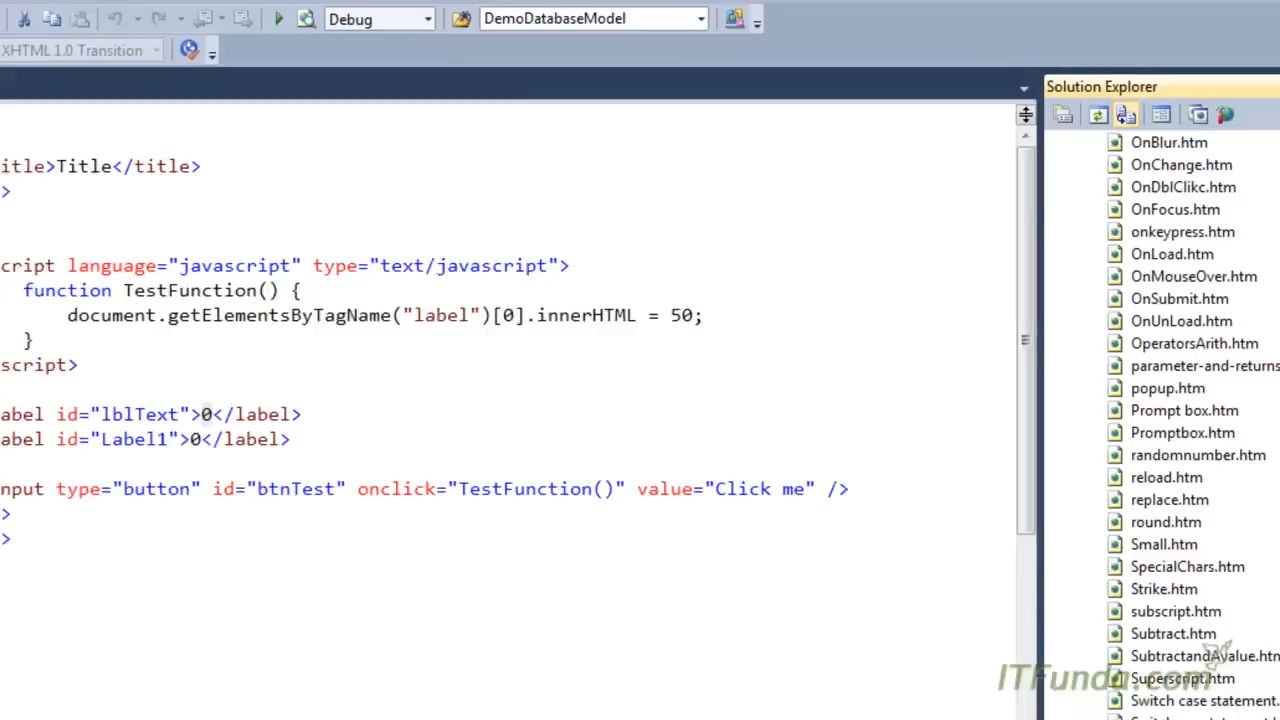 Debug
DemoDatabaseModel
XHTML 1.0 Transition
Solution Explorer
itle>Title</title>
>
cript language="javascript" type="text/javascript">
function TestFunction() {
document.getElementsByTagName("label")[0].innerHTML = 50;
}
script>
abel id="lblText">0</label>
abel id="Label1">0</label>
nput type="button" id="btnTest" onclick="TestFunction()" value="Click me" />
>
>
OnBlur.htm
OnChange.htm
OnDblClikc.htm
OnFocus.htm
onkeypress.htm
OnLoad.htm
OnMouseOver.htm
OnSubmit.htm
OnUnLoad.htm
OperatorsArith.htm
parameter-and-returns
popup.htm
Prompt box.htm
Promptbox.htm
randomnumber.htm
reload.htm
replace.htm
round.htm
Small.htm
SpecialChars.htm
Strike.htm
subscript.htm
Subtract.htm
SubtractandAvalue.htm
Superscript.htm
Switch case statement.
ITFunda.com